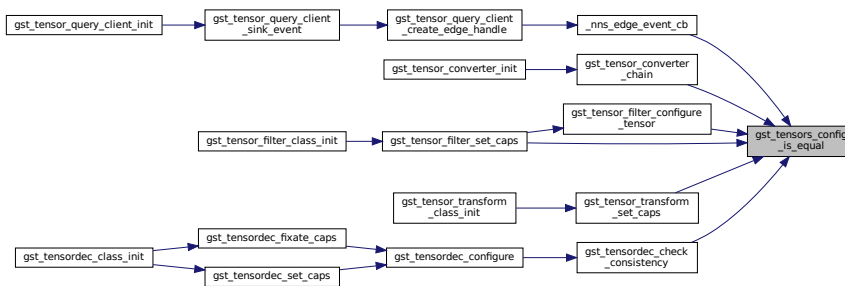 gst_tensor_query_client_init
gst_tensor_query_client
_sink_event
gst_tensor_query_client
_create_edge_handle
_nns_edge_event_cb
gst_tensor_converter_init
gst_tensor_converter
_chain
gst_tensor_filter_configure
_tensor
gst_tensors_config
_is_equal
gst_tensor_filter_class_init
gst_tensor_filter_set_caps
gst_tensor_transform
_class_init
gst_tensor_transform
_set_caps
gst_tensordec_class_init
gst_tensordec_fixate_caps
gst_tensordec_set_caps
gst_tensordec_configure
gst_tensordec_check
_consistency